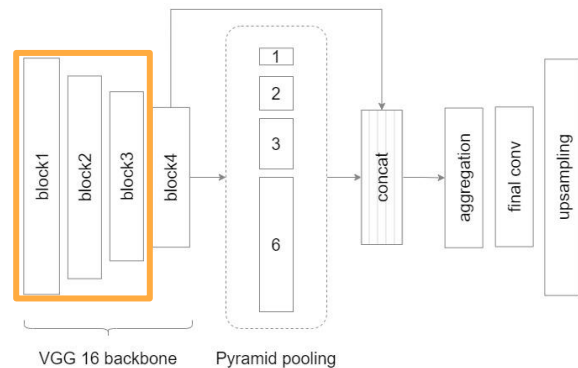 block1
block2
block3
block4
1
2
3
6
concat
aggregation
final conv
upsampling
VGG 16 backbone
Pyramid pooling